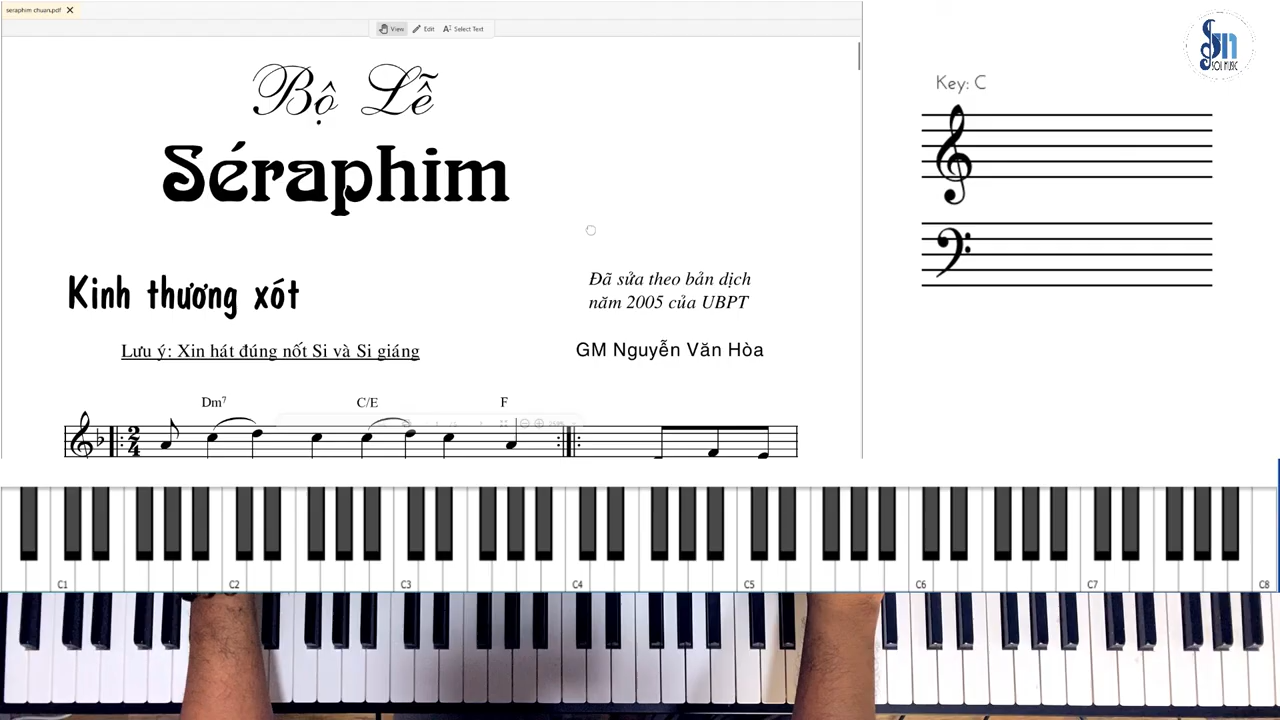 seraphim chuan.pdf
View Edit Select Text
Bộ Lễ
Séraphim
Kinh thương xót
Đã sửa theo bản dịch
năm 2005 của UBPT
Lưu ý: Xin hát đúng nốt Si và Si giáng
GM Nguyễn Văn Hòa
Dm7 C/E F
2
4
Key: C
SOL MUSIC
C1 C2 C3 C4 C5 C6 C7 C8